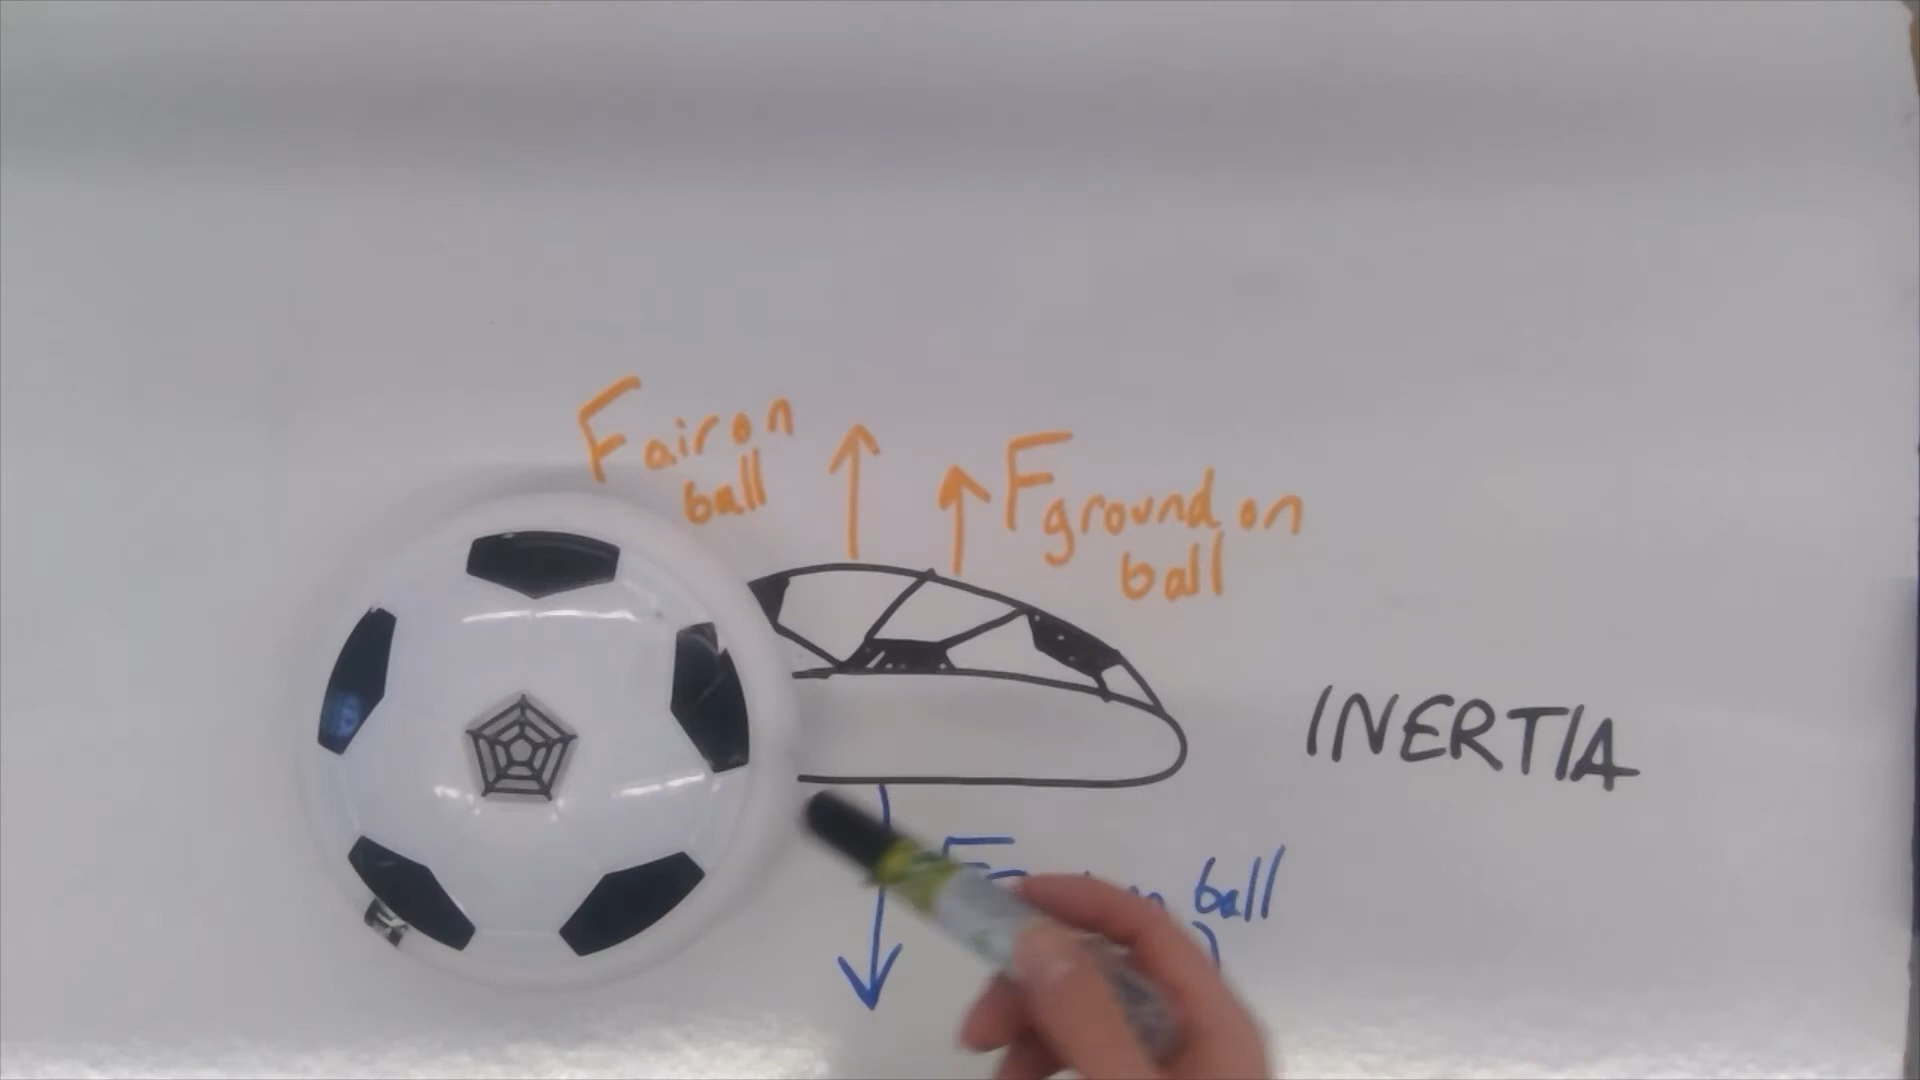 F air on
ball
F ground on
ball
INERTIA
ball